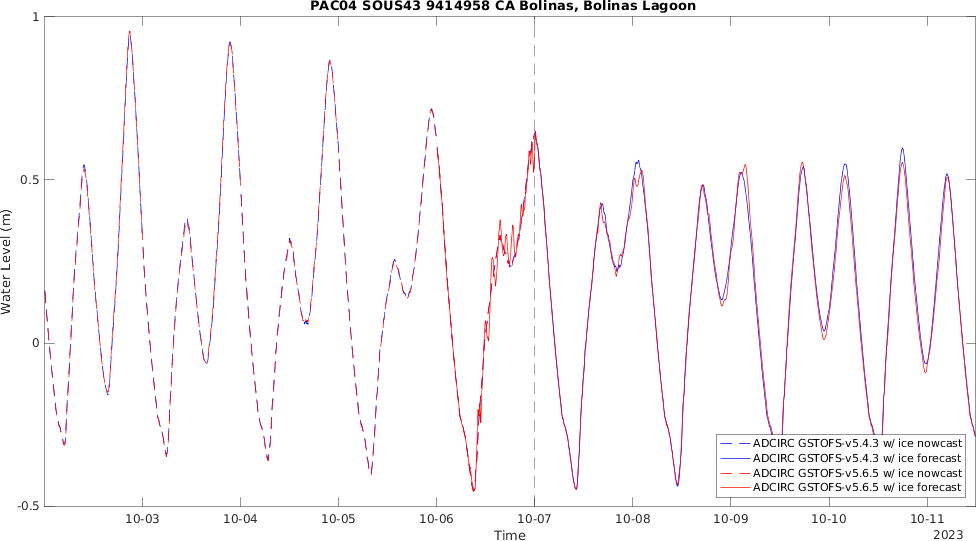 PAC04 SOUS43 9414958 CA Bolinas, Bolinas Lagoon
1
0.5
0
-0.5
Water Level (m)
10-03 10-04 10-05 10-06 10-07 10-08 10-09 10-10 10-11
2023
Time
ADCIRC GSTOFS-v5.4.3 w/ ice nowcast
ADCIRC GSTOFS-v5.4.3 w/ ice forecast
ADCIRC GSTOFS-v5.6.5 w/ ice nowcast
ADCIRC GSTOFS-v5.6.5 w/ ice forecast